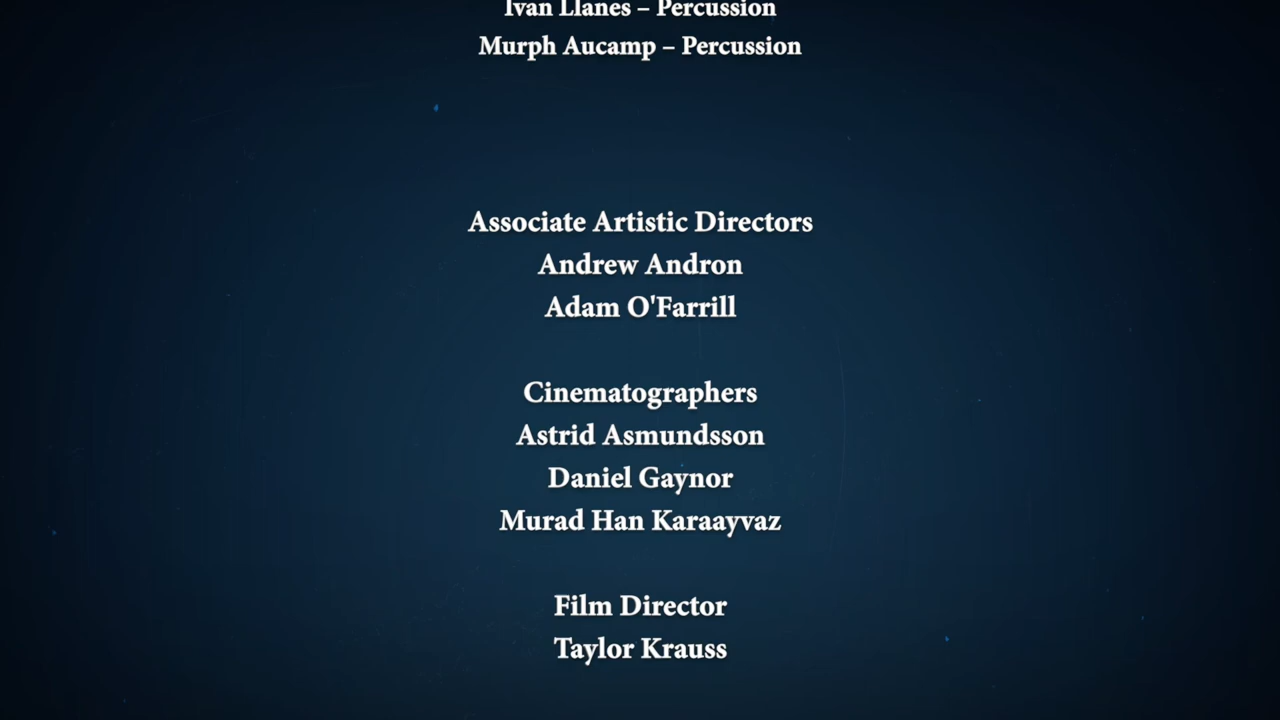 Ivan Llanes – Percussion
Murph Aucamp – Percussion
Associate Artistic Directors
Andrew Andron
Adam O'Farrill
Cinematographers
Astrid Asmundsson
Daniel Gaynor
Murad Han Karaayvaz
Film Director
Taylor Krauss